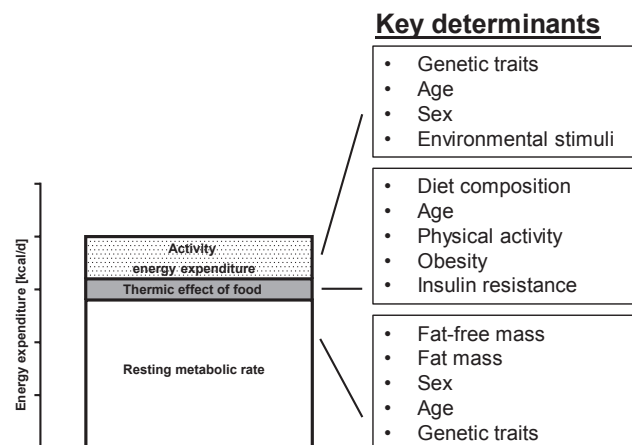 Key determinants
• Genetic traits
• Age
• Sex
• Environmental stimuli
• Diet composition
• Age
• Physical activity
• Obesity
• Insulin resistance
• Fat-free mass
• Fat mass
• Sex
• Age
• Genetic traits
Energy expenditure [kcal/d]
Activity
energy expenditure
Thermic effect of food
Resting metabolic rate